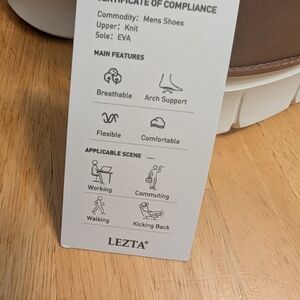 CERTIFICATE OF COMPLIANCE
Commodity: Mens Shoes
Upper: Knit
Sole: EVA
MAIN FEATURES
Breathable
Arch Support
Flexible
Comfortable
APPLICABLE SCENE
Working
Commuting
Walking
Kicking Back
LEZTA®